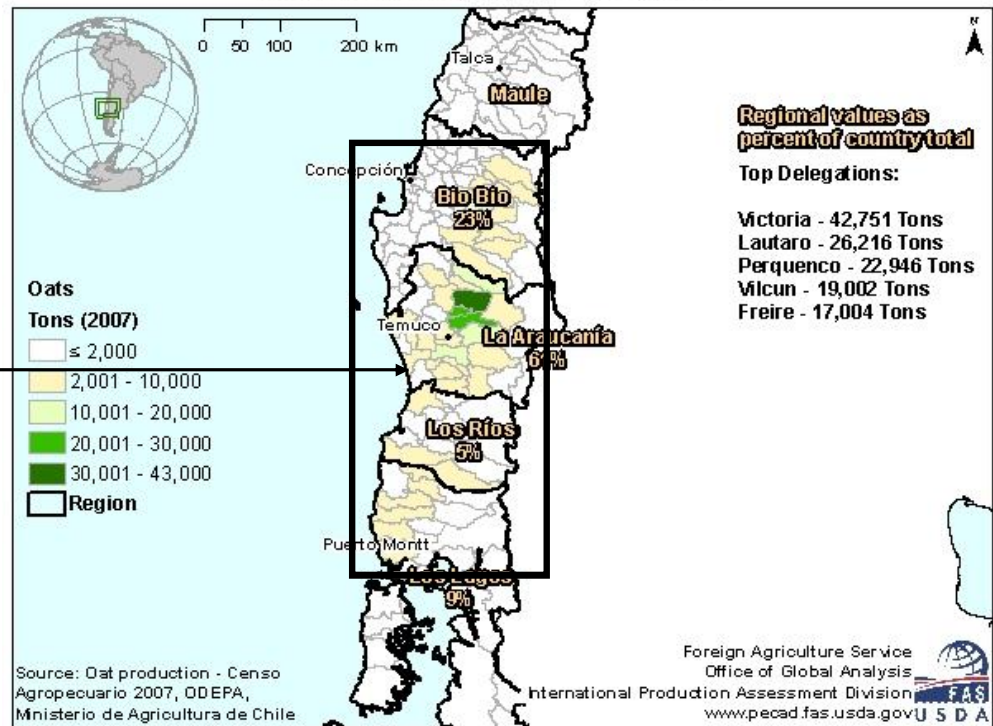 0 50 100 200 km
N
Talca
Maule
Concepción
Bio Bio
23%
Temuco
La Araucanía
Los Ríos
5%
Puerto Montt
Los Lagos
9%
Regional values as
percent of country total
Top Delegations:
Victoria - 42,751 Tons
Lautaro - 26,216 Tons
Perquenco - 22,946 Tons
Vilcun - 19,002 Tons
Freire - 17,004 Tons
Oats
Tons (2007)
≤ 2,000
2,001 - 10,000
10,001 - 20,000
20,001 - 30,000
30,001 - 43,000
Region
Source: Oat production - Censo
Agropecuario 2007, ODEPA,
Ministerio de Agricultura de Chile
Foreign Agriculture Service
Office of Global Analysis
International Production Assessment Division
www.pecad.fas.usda.gov
FAS
USDA